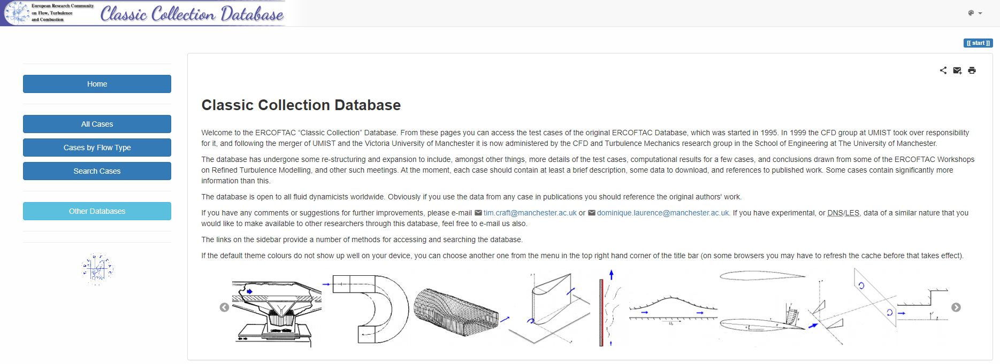 European Research Community
on Flow, Turbulence
and Combustion
Classic Collection Database
[[ start ]]
Home
All Cases
Cases by Flow Type
Search Cases
Other Databases
Classic Collection Database
Welcome to the ERCOFTAC “Classic Collection” Database. From these pages you can access the test cases of the original ERCOFTAC Database, which was started in 1995. In 1999 the CFD group at UMIST took over responsibility
for it, and following the merger of UMIST and the Victoria University of Manchester it is now administered by the CFD and Turbulence Mechanics research group in the School of Engineering at The University of Manchester.
The database has undergone some re-structuring and expansion to include, amongst other things, more details of the test cases, computational results for a few cases, and conclusions drawn from some of the ERCOFTAC Workshops
on Refined Turbulence Modelling, and other such meetings. At the moment, each case should contain at least a brief description, some data to download, and references to published work. Some cases contain significantly more
information than this.
The database is open to all fluid dynamicists worldwide. Obviously if you use the data from any case in publications you should reference the original authors' work.
If you have any comments or suggestions for further improvements, please e-mail tim.craft@manchester.ac.uk or dominique.laurence@manchester.ac.uk. If you have experimental, or DNS/LES, data of a similar nature that you
would like to make available to other researchers through this database, feel free to e-mail us also.
The links on the sidebar provide a number of methods for accessing and searching the database.
If the default theme colours do not show up well on your device, you can choose another one from the menu in the top right hand corner of the title bar (on some browsers you may have to refresh the cache before that takes effect).